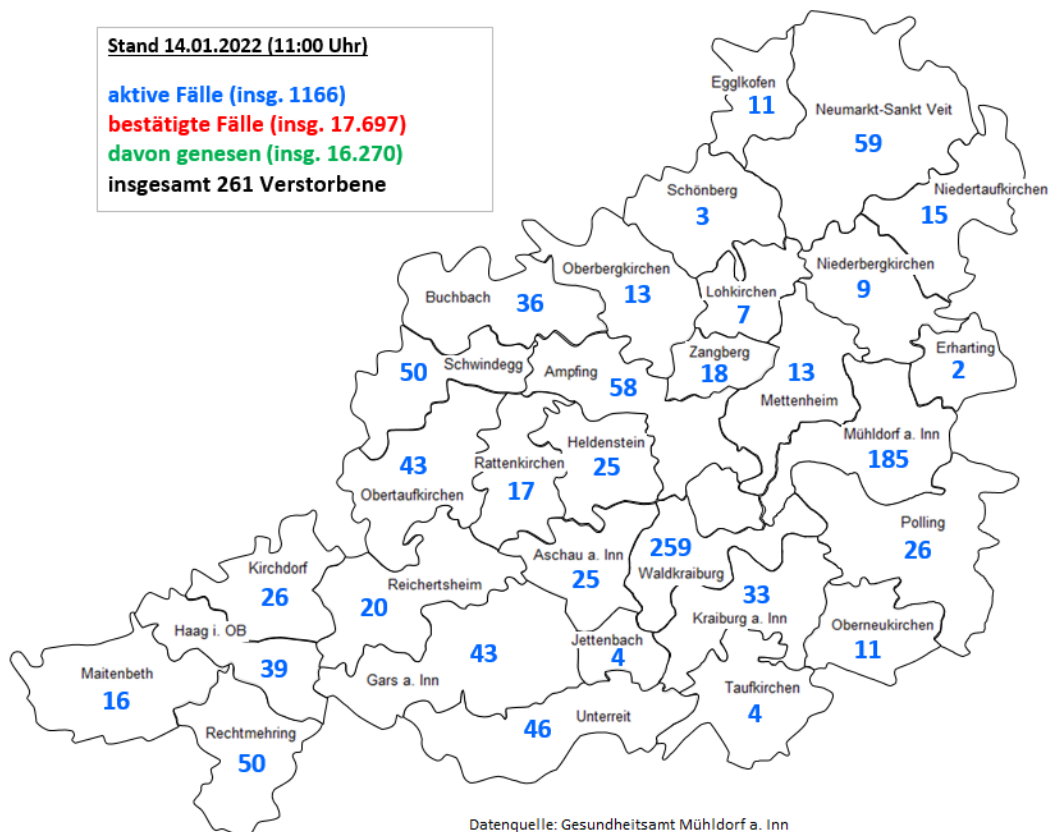 Stand 14.01.2022 (11:00 Uhr)
aktive Fälle (insg. 1166)
bestätigte Fälle (insg. 17.697)
davon genesen (insg. 16.270)
insgesamt 261 Verstorbene
Egglkofen
11
Neumarkt-Sankt Veit
59
Schönberg
3
Niedertaufkirchen
15
Oberbergkirchen
13
Niederbergkirchen
9
Buchbach
36
Lohkirchen
7
Erharting
2
Schwindegg
50
Ampfing
58
Zangberg
18
13
Mettenheim
Mühldorf a. Inn
185
43
Obertaufkirchen
Rattenkirchen
17
Heldenstein
25
Polling
26
Aschau a. Inn
25
259
Waldkraiburg
33
Kraiburg a. Inn
Kirchdorf
26
Reichertsheim
20
Oberneukirchen
11
Haag i. OB
39
Jettenbach
4
43
Gars a. Inn
Maitenbeth
16
Taufkirchen
4
Unterreit
46
Rechtmehring
50
Datenquelle: Gesundheitsamt Mühldorf a. Inn